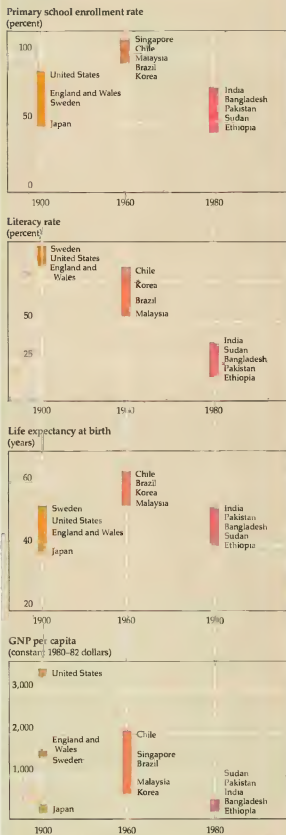 Primary school enrollment rate
(percent)
100
Singapore
Chile
Malaysia
Brazil
Korea
United States
England and Wales
Sweden
Japan
India
Bangladesh
Pakistan
Sudan
Ethiopia
50
0
1900 1960 1980
Literacy rate
(percent)
Sweden
United States
England and
Wales
Chile
Korea
Brazil
Malaysia
India
Sudan
Bangladesh
Pakistan
Ethiopia
50
25
1900 1980
Life expectancy at birth
(years)
60
Chile
Brazil
Korea
Malaysia
Sweden
United States
England and Wales
Japan
India
Pakistan
Bangladesh
Sudan
Ethiopia
40
20
1900 1960 1980
GNP per capita
(constant 1980-82 dollars)
United States
3,000
2,000
Chile
England and
Wales
Sweden
Singapore
Brazil
1,000
Malaysia
Korea
Sudan
Pakistan
India
Bangladesh
Ethiopia
Japan
1900 1960 1980